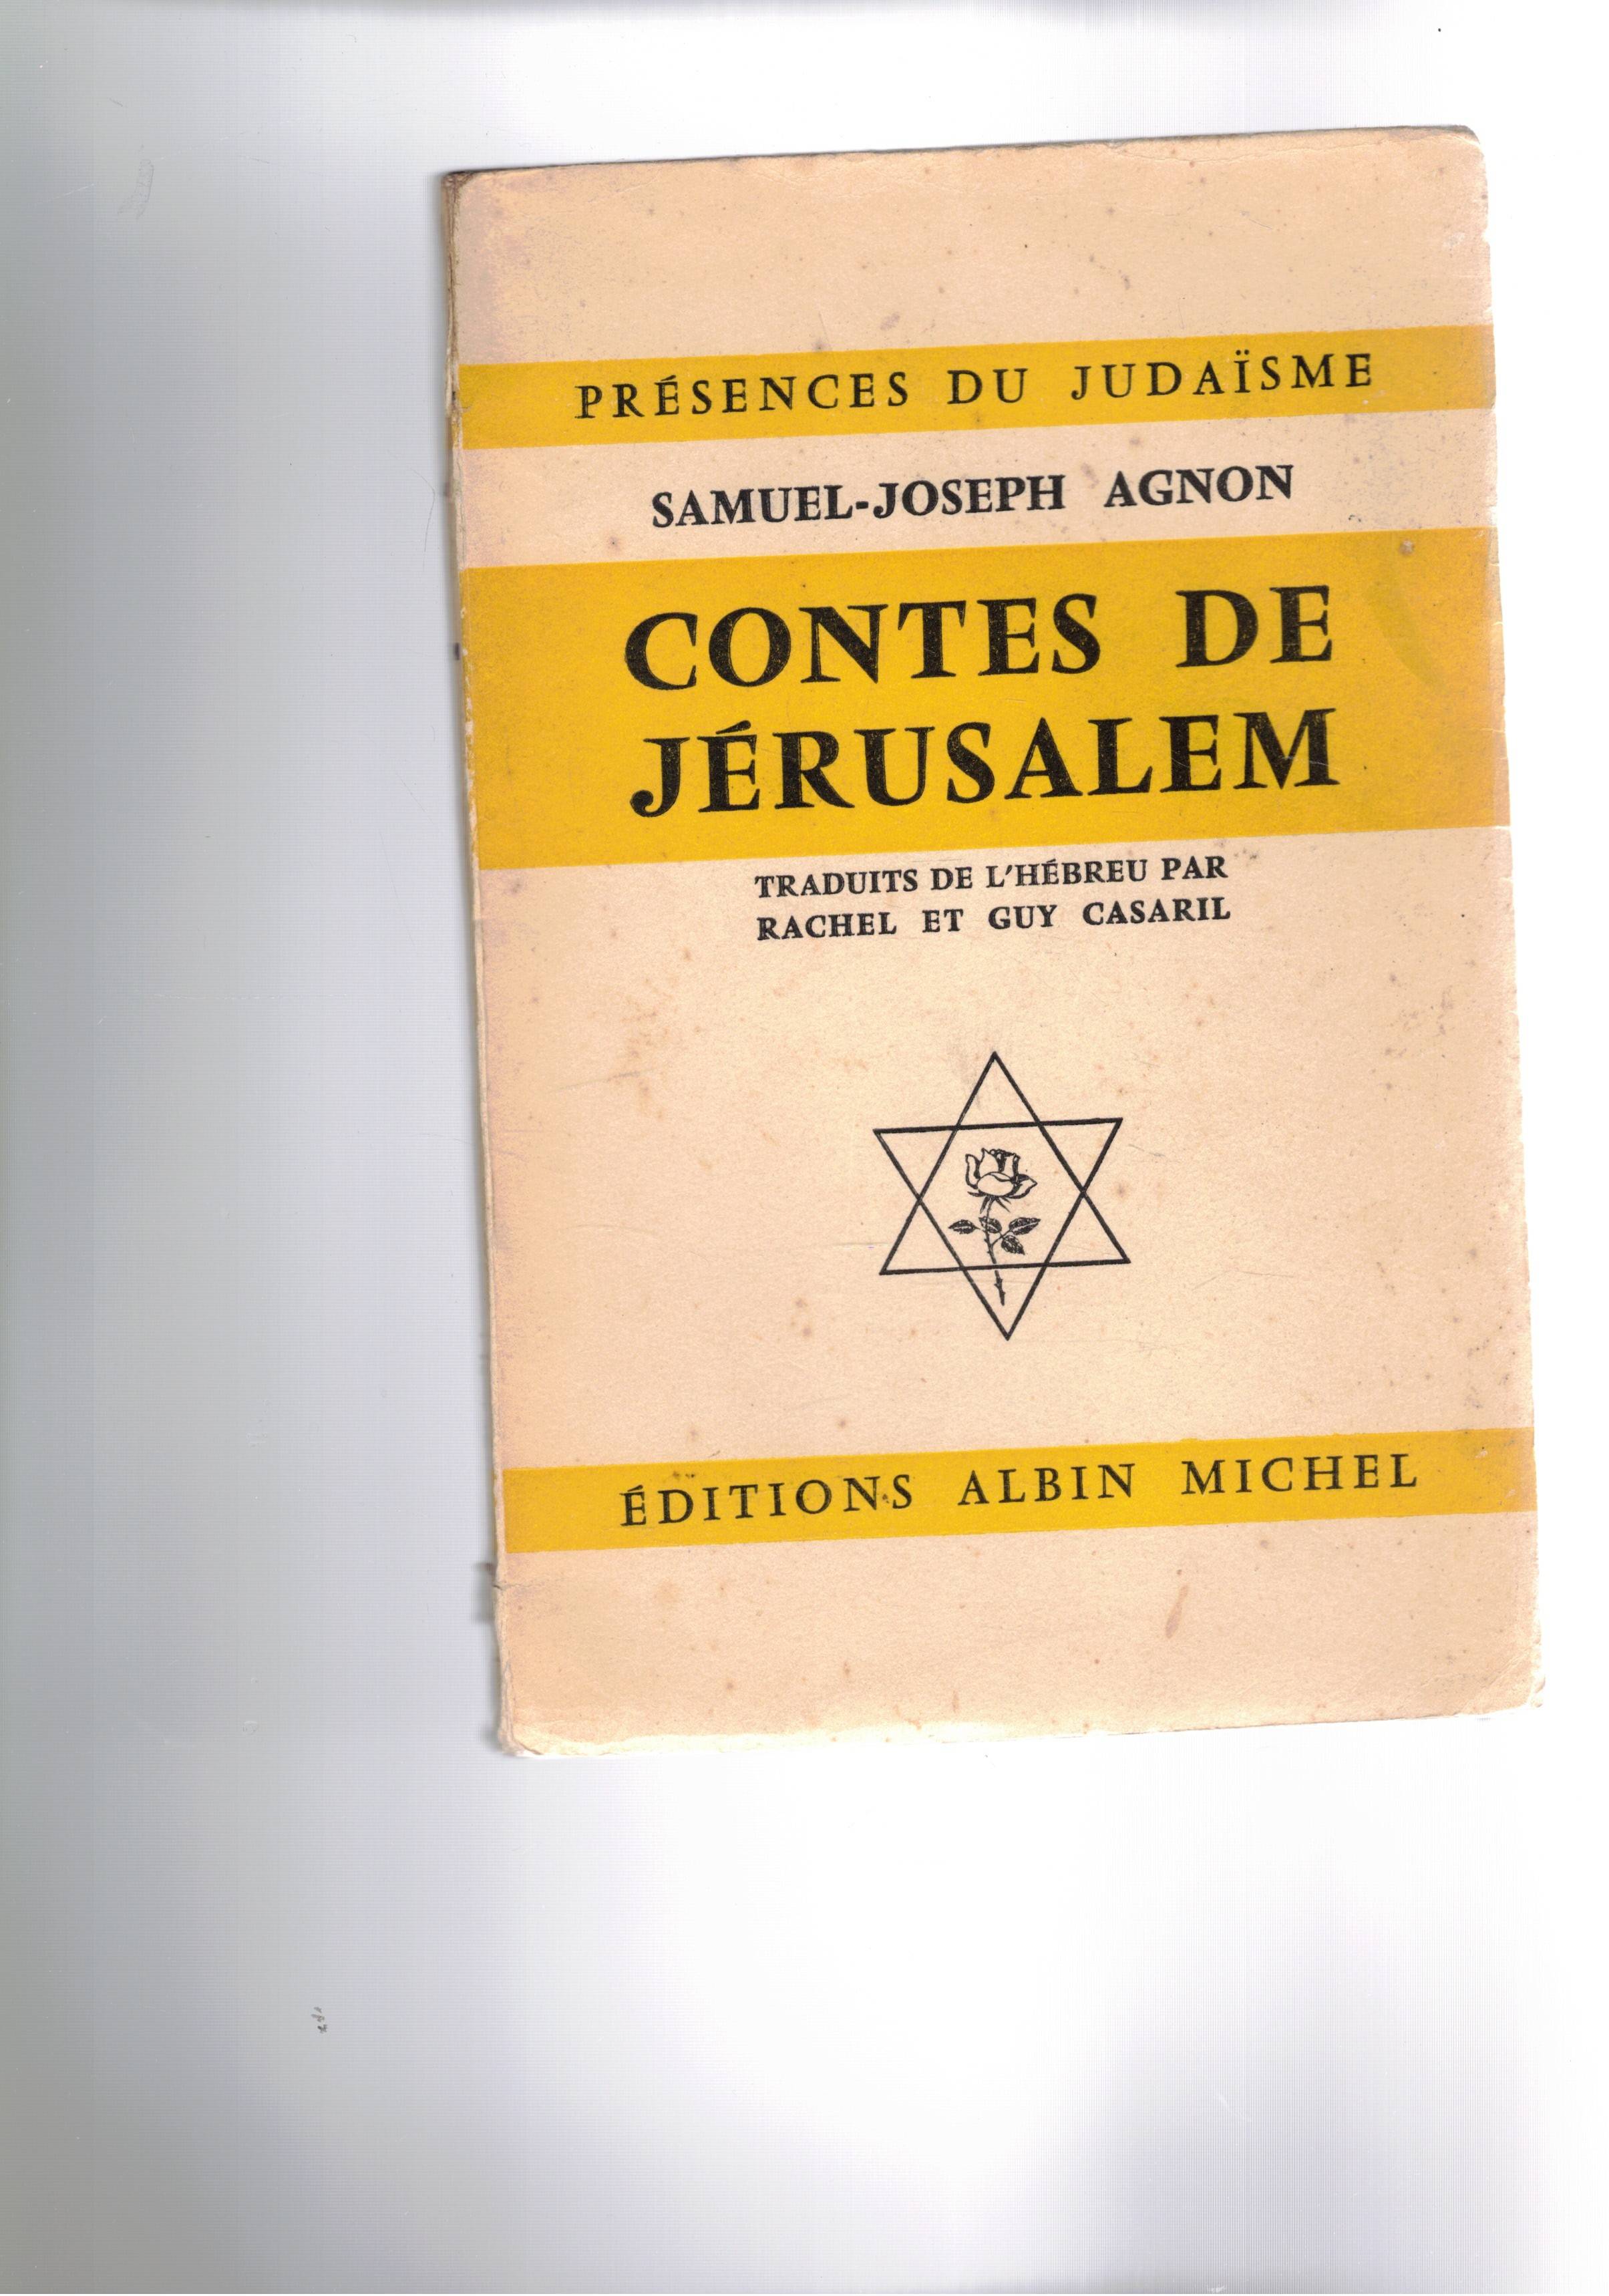 PRÉSENCES DU JUDAÏSME
SAMUEL-JOSEPH AGNON
CONTES DE
JÉRUSALEM
TRADUITS DE L'HÉBREU PAR
RACHEL ET GUY CASARIL
ÉDITIONS ALBIN MICHEL